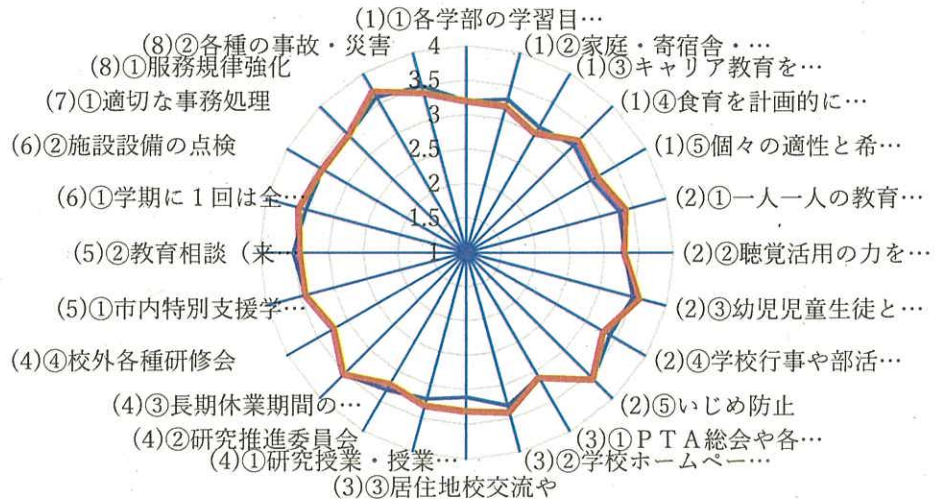 (1)①各学部の学習目…
(1)②家庭・寄宿舎・…
(1)③キャリア教育を…
(1)④食育を計画的に…
(1)⑤個々の適性と希…
(2)①一人一人の教育…
(2)②聴覚活用の力を…
(2)③幼児児童生徒と…
(2)④学校行事や部活…
(2)⑤いじめ防止
(3)①ＰＴＡ総会や各…
(3)②学校ホームペー…
(3)③居住地校交流や
(4)①研究授業・授業…
(4)②研究推進委員会
(4)③長期休業期間の…
(4)④校外各種研修会
(5)①市内特別支援学…
(5)②教育相談（来…
(6)①学期に１回は全…
(6)②施設設備の点検
(7)①適切な事務処理
(8)①服務規律強化
(8)②各種の事故・災害
4
3.5
3
2.5
2
1.5
1